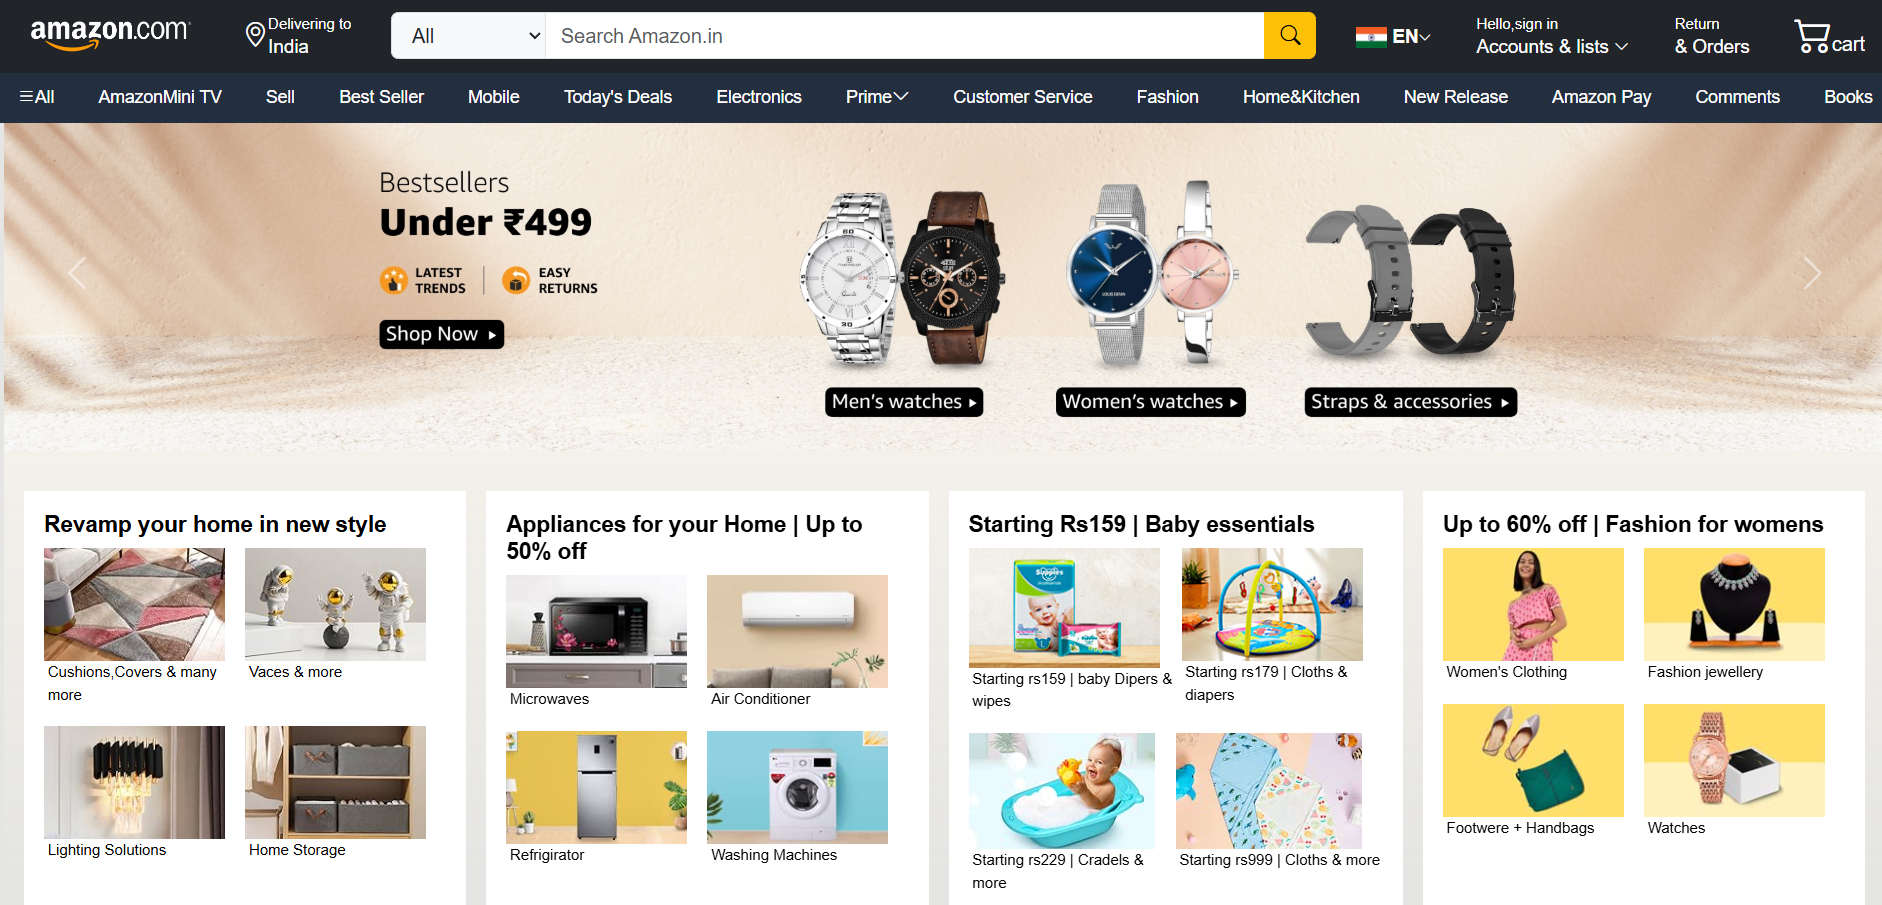 amazon.com
Delivering to
India
All
Search Amazon.in
EN
Hello,sign in
Accounts & lists
Return
& Orders
cart
All
AmazonMini TV
Sell
Best Seller
Mobile
Today's Deals
Electronics
Prime
Customer Service
Fashion
Home&Kitchen
New Release
Amazon Pay
Comments
Books
Bestsellers
Under ₹499
LATEST
TRENDS
EASY
RETURNS
Shop Now
Men's watches
Women's watches
Straps & accessories
Revamp your home in new style
Cushions,Covers & many
more
Vaces & more
Lighting Solutions
Home Storage
Appliances for your Home | Up to
50% off
Microwaves
Air Conditioner
Refrigirator
Washing Machines
Starting Rs159 | Baby essentials
Starting rs159 | baby Dipers &
wipes
Starting rs179 | Cloths &
diapers
Starting rs229 | Cradels &
more
Starting rs999 | Cloths & more
Up to 60% off | Fashion for womens
Women's Clothing
Fashion jewellery
Footwere + Handbags
Watches